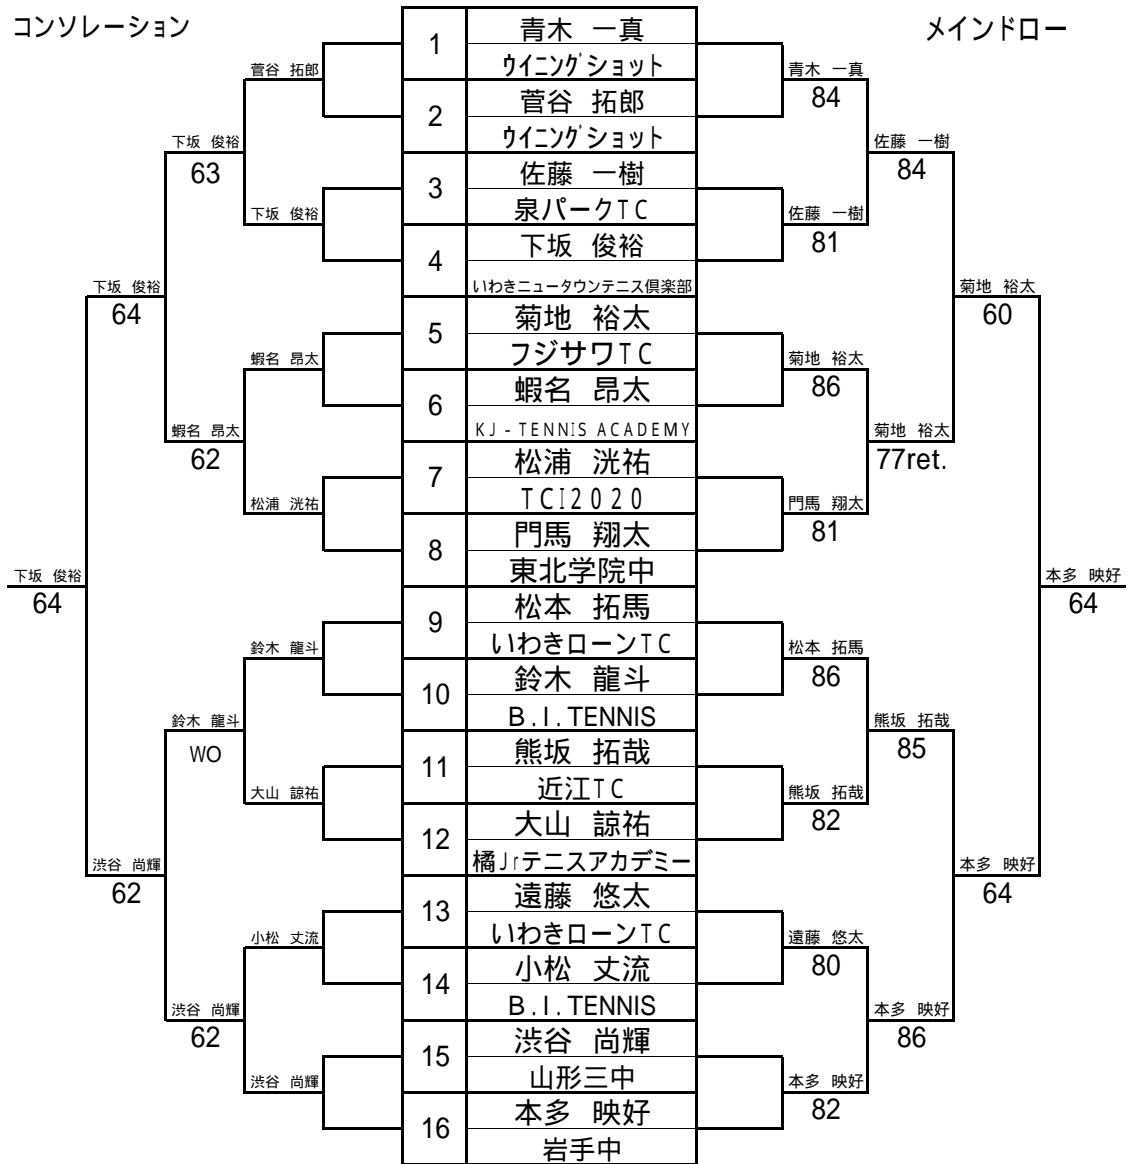 コンソレーション
メインドロー
1
青木 一真
ウイニングショット
2
菅谷 拓郎
ウイニングショット
3
佐藤 一樹
泉パークTC
4
下坂 俊裕
いわきニュータウンテニス倶楽部
5
菊地 裕太
フジサワTC
6
蝦名 昂太
KJ-TENNIS ACADEMY
7
松浦 洸祐
TCI2020
8
門馬 翔太
東北学院中
9
松本 拓馬
いわきローンTC
10
鈴木 龍斗
B.I.TENNIS
11
熊坂 拓哉
近江TC
12
大山 諒祐
橘Jrテニスアカデミー
13
遠藤 悠太
いわきローンTC
14
小松 丈流
B.I.TENNIS
15
渋谷 尚輝
山形三中
16
本多 映好
岩手中
菅谷 拓郎
下坂 俊裕
蝦名 昂太
松浦 洸祐
鈴木 龍斗
大山 諒祐
小松 丈流
渋谷 尚輝
下坂 俊裕
63
蝦名 昂太
62
鈴木 龍斗
WO
渋谷 尚輝
62
下坂 俊裕
64
渋谷 尚輝
62
下坂 俊裕
64
青木 一真
84
佐藤 一樹
81
菊地 裕太
86
門馬 翔太
81
松本 拓馬
86
熊坂 拓哉
82
遠藤 悠太
80
本多 映好
82
佐藤 一樹
84
菊地 裕太
77ret.
熊坂 拓哉
85
本多 映好
86
菊地 裕太
60
本多 映好
64
本多 映好
64